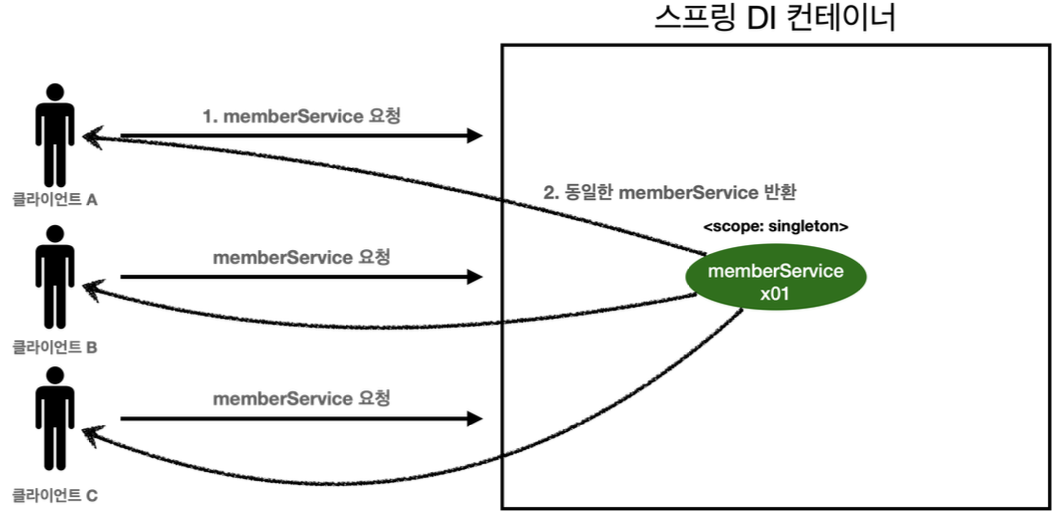 스프링 DI 컨테이너
1. memberService 요청
클라이언트 A
2. 동일한 memberService 반환
<scope: singleton>
memberService
x01
memberService 요청
클라이언트 B
memberService 요청
클라이언트 C